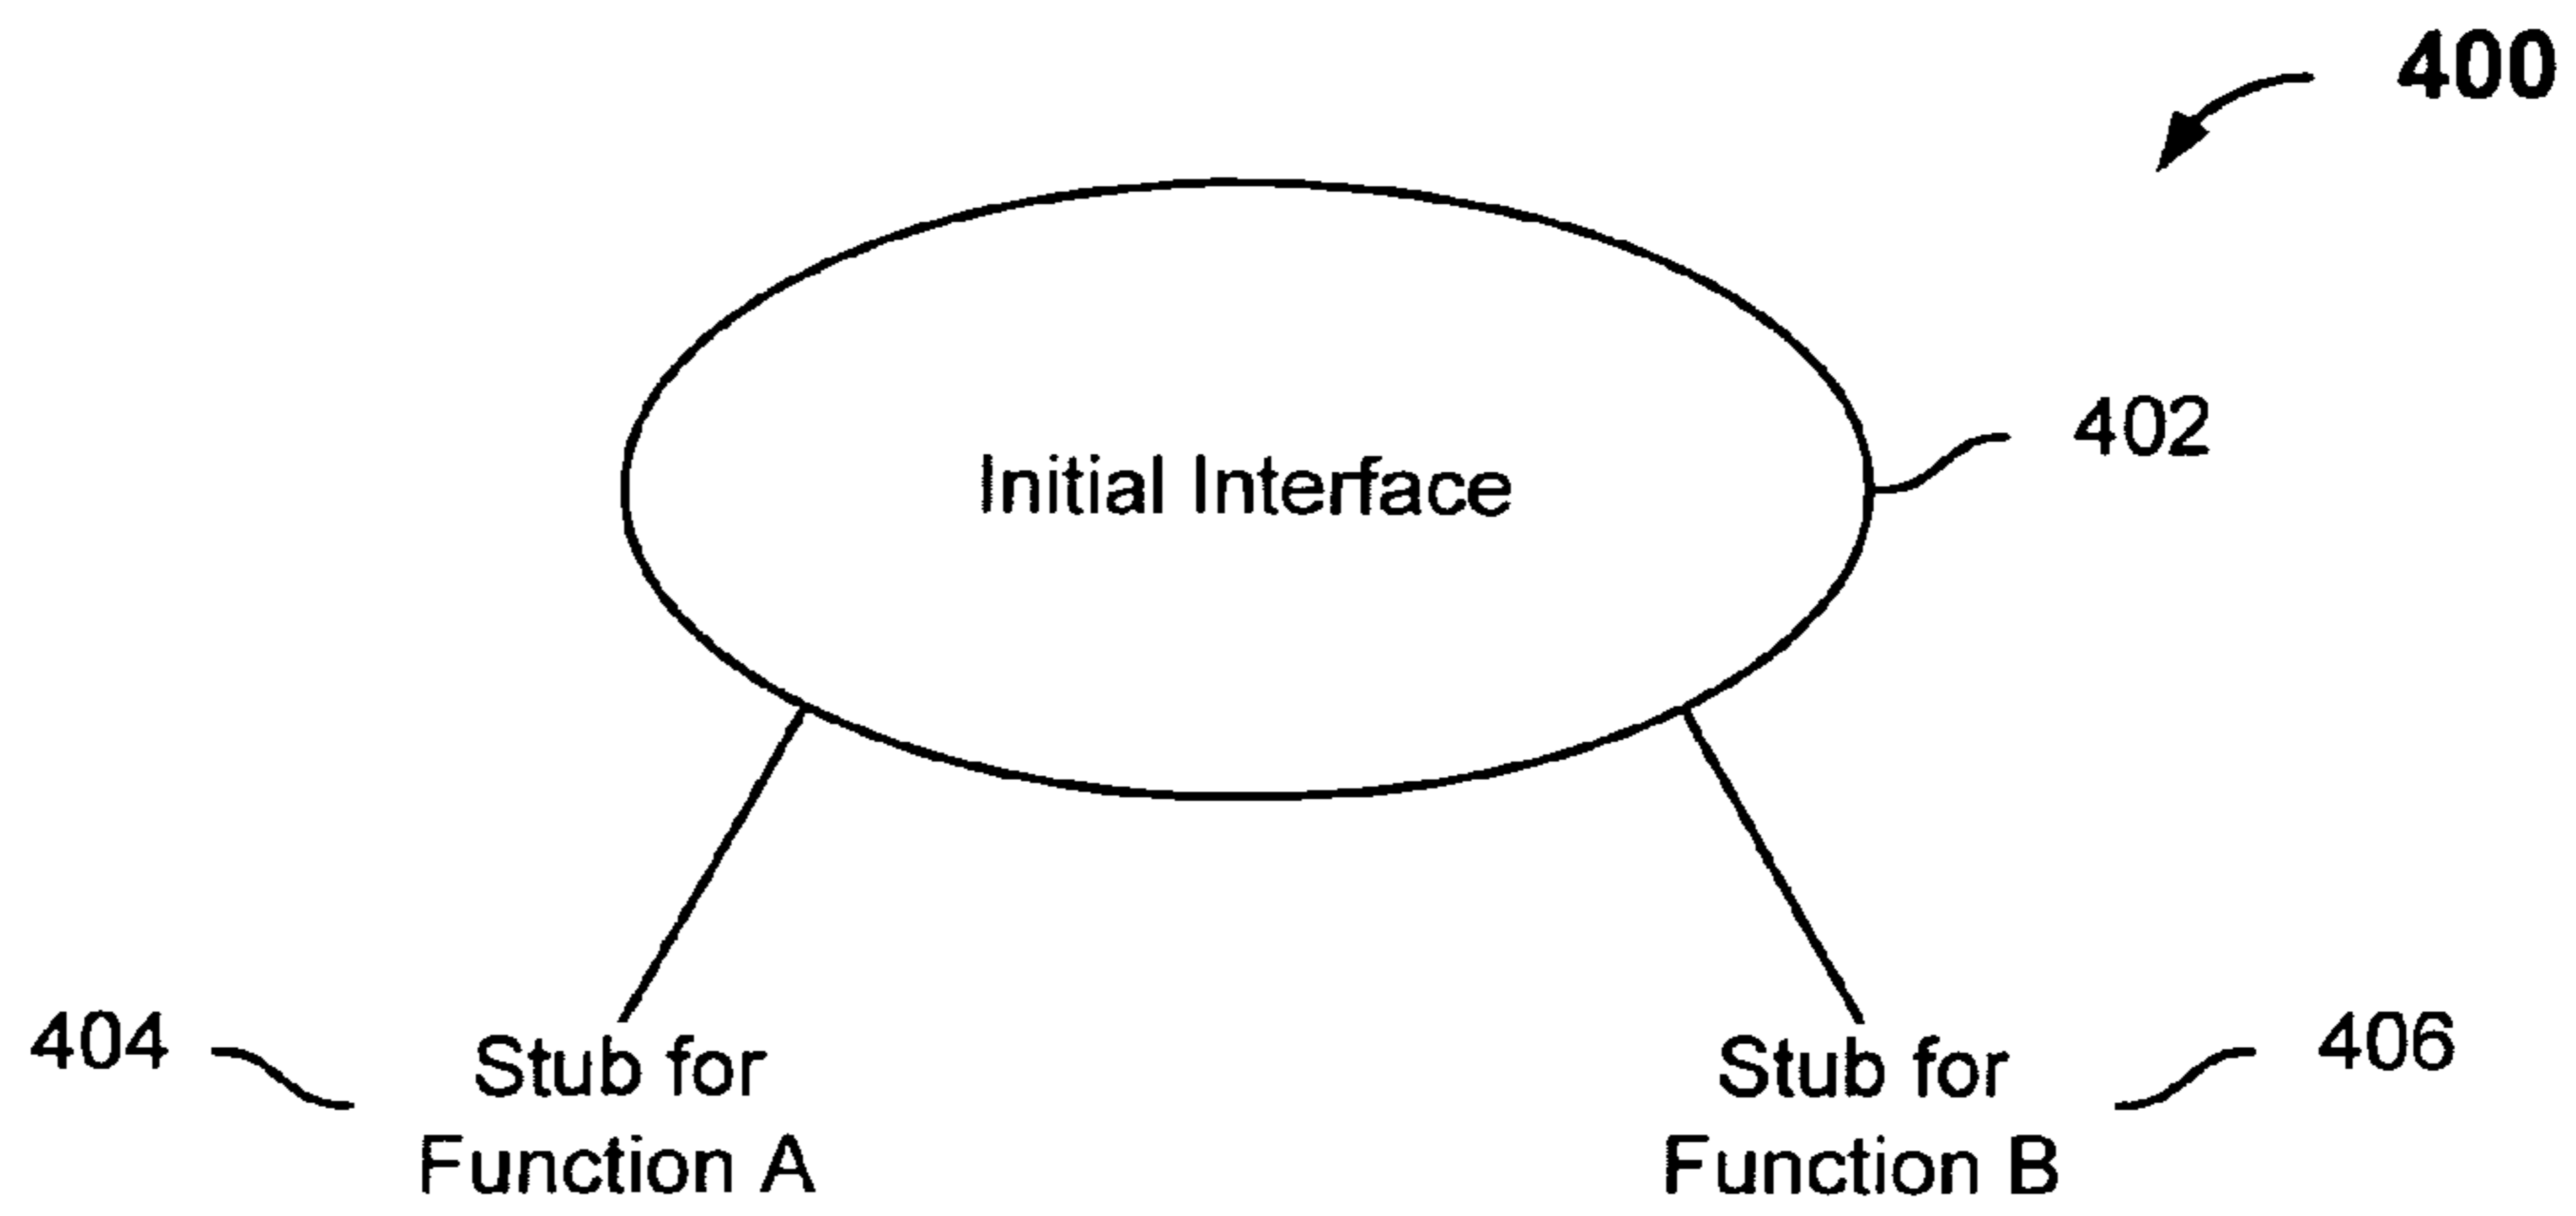 400
402
Initial Interface
404
Stub for
Function A
Stub for
Function B
406